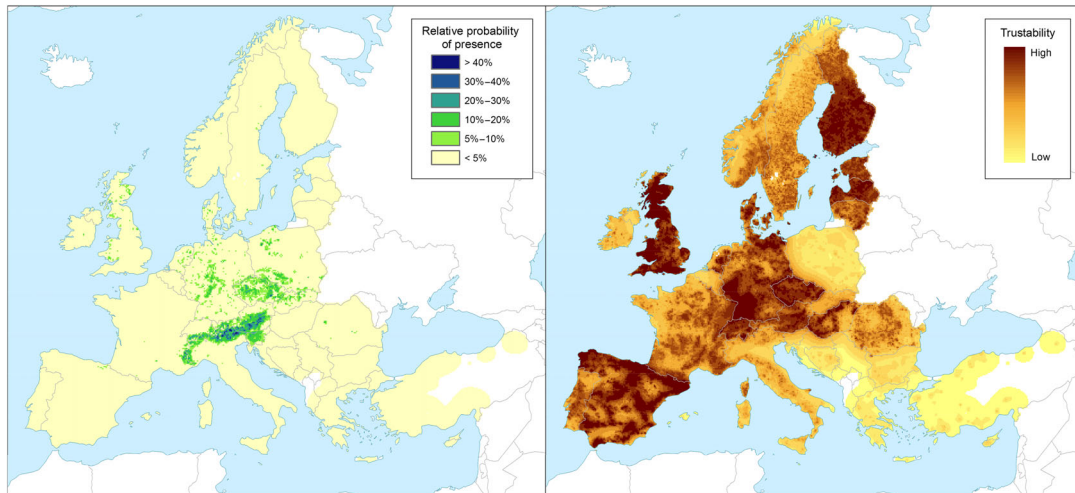 Relative probability
of presence
> 40%
30%–40%
20%–30%
10%–20%
5%–10%
< 5%
Trustability
High
Low